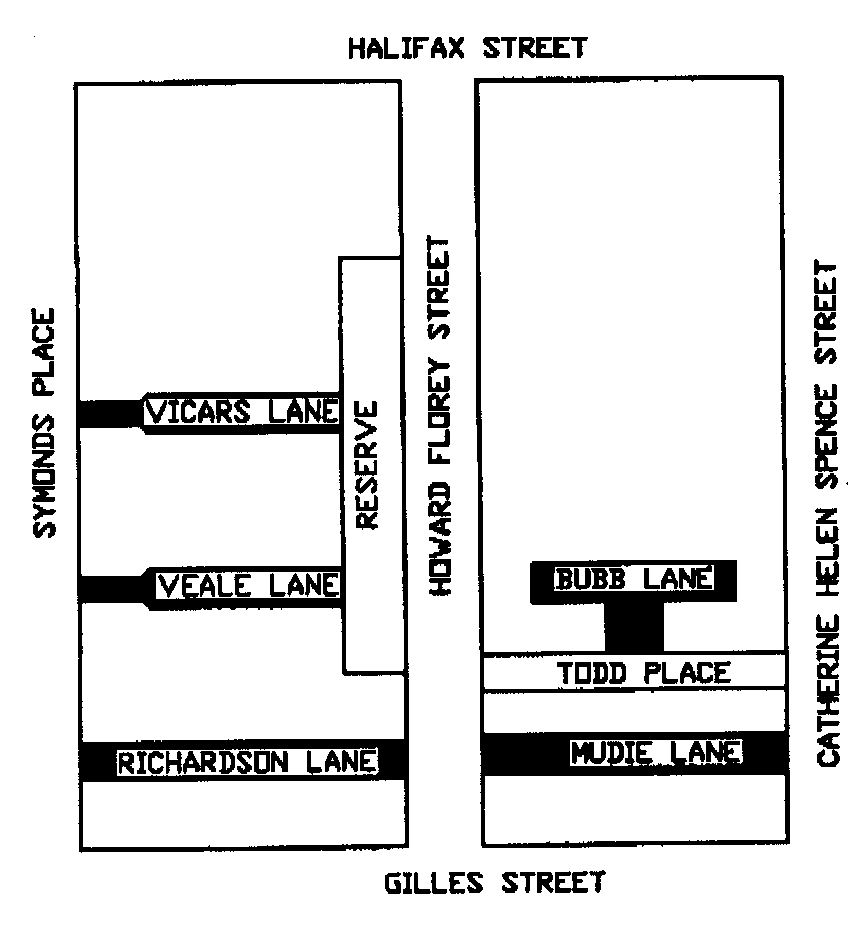 HALIFAX STREET
SYMONDS PLACE
VICARS LANE
RESERVE
VEALE LANE
RICHARDSON LANE
HOWARD FLOREY STREET
BUBB LANE
TODD PLACE
MUDIE LANE
CATHERINE HELEN SPENCE STREET
GILLES STREET